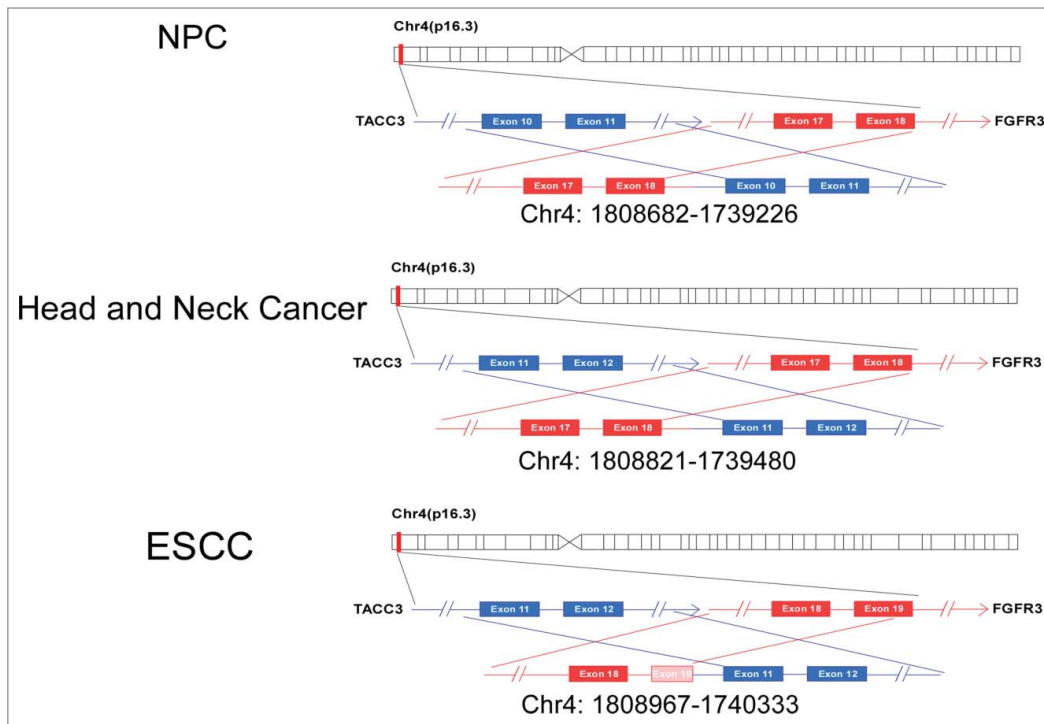 NPC
Chr4(p16.3)
TACC3 Exon 10 Exon 11 Exon 17 Exon 18 FGFR3
Exon 17 Exon 18 Exon 10 Exon 11
Chr4: 1808682-1739226
Head and Neck Cancer
Chr4(p16.3)
TACC3 Exon 11 Exon 12 Exon 17 Exon 18 FGFR3
Exon 17 Exon 18 Exon 11 Exon 12
Chr4: 1808821-1739480
ESCC
Chr4(p16.3)
TACC3 Exon 11 Exon 12 Exon 18 Exon 19 FGFR3
Exon 18 Exon 19 Exon 11 Exon 12
Chr4: 1808967-1740333